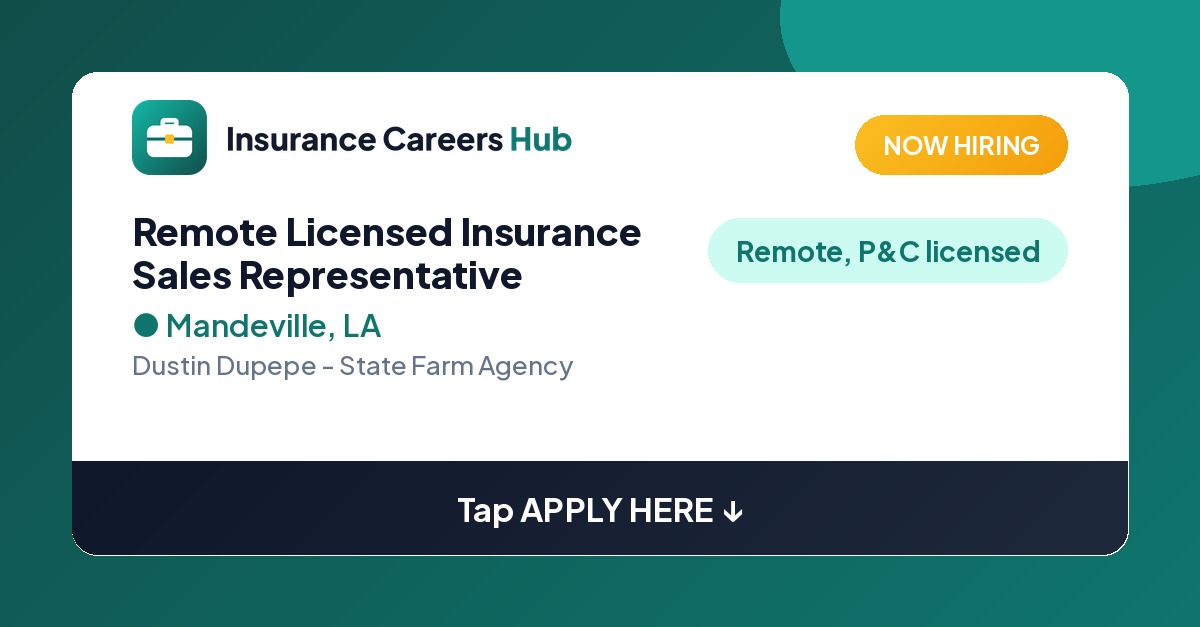 Insurance Careers Hub
NOW HIRING
Remote Licensed Insurance
Sales Representative
Remote, P&C licensed
Mandeville, LA
Dustin Dupepe - State Farm Agency
Tap APPLY HERE ↓